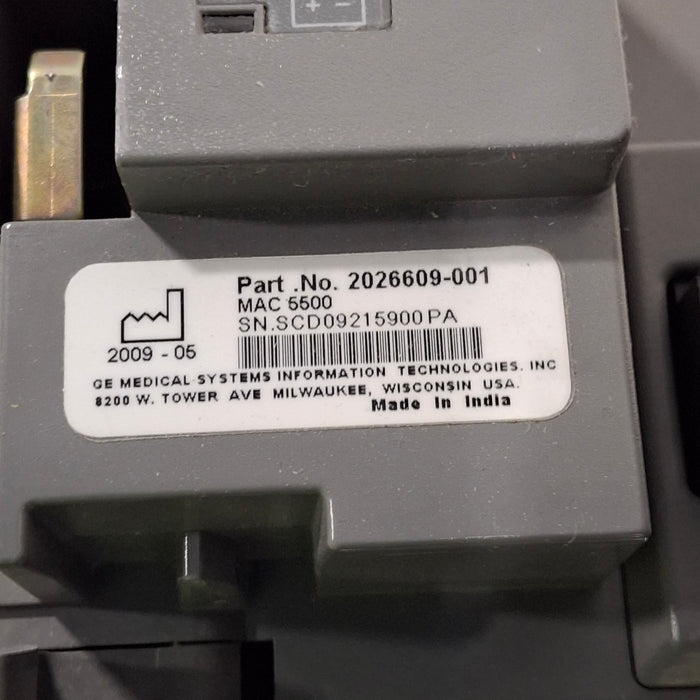 Part .No. 2026609-001
MAC 5500
SN.SCD09215900PA
2009 - 05
GE MEDICAL SYSTEMS INFORMATION TECHNOLOGIES. INC
8200 W. TOWER AVE MILWAUKEE, WISCONSIN USA.
Made In India